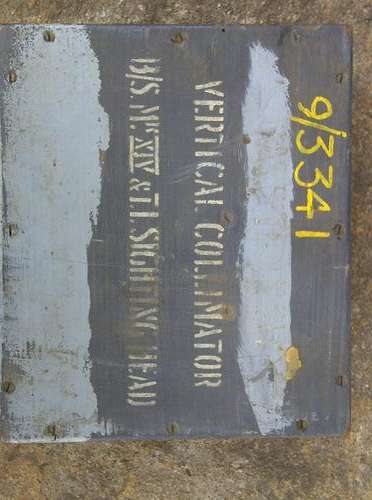 9/3341
VERTICAL COLLIMATOR
B/S. Mk XIV & T.I. SIGHTING HEAD